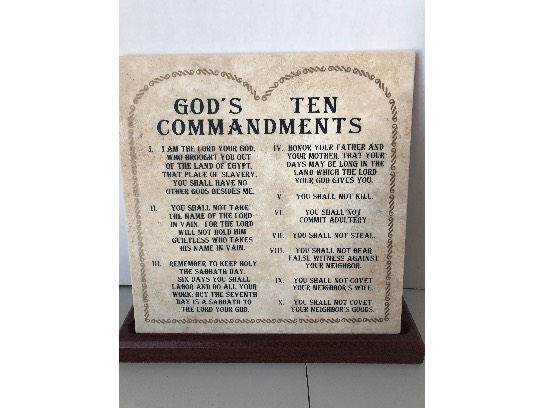 GOD'S TEN
COMMANDMENTS
I. I AM THE LORD YOUR GOD,
WHO BROUGHT YOU OUT
OF THE LAND OF EGYPT,
THAT PLACE OF SLAVERY.
YOU SHALL HAVE NO
OTHER GODS BESIDES ME.
II. YOU SHALL NOT TAKE
THE NAME OF THE LORD
IN VAIN. FOR THE LORD
WILL NOT HOLD HIM
GUILTLESS WHO TAKES
HIS NAME IN VAIN.
III. REMEMBER TO KEEP HOLY
THE SABBATH DAY.
SIX DAYS YOU SHALL
LABOR AND DO ALL YOUR
WORK; BUT THE SEVENTH
DAY IS A SABBATH TO
THE LORD YOUR GOD.
IV. HONOR YOUR FATHER AND
YOUR MOTHER, THAT YOUR
DAYS MAY BE LONG IN THE
LAND WHICH THE LORD
YOUR GOD GIVES YOU.
V. YOU SHALL NOT KILL.
VI. YOU SHALL NOT
COMMIT ADULTERY
VII. YOU SHALL NOT STEAL.
VIII. YOU SHALL NOT BEAR
FALSE WITNESS AGAINST
YOUR NEIGHBOR.
IX. YOU SHALL NOT COVET
YOUR NEIGHBOR'S WIFE.
X. YOU SHALL NOT COVET
YOUR NEIGHBOR'S GOODS.